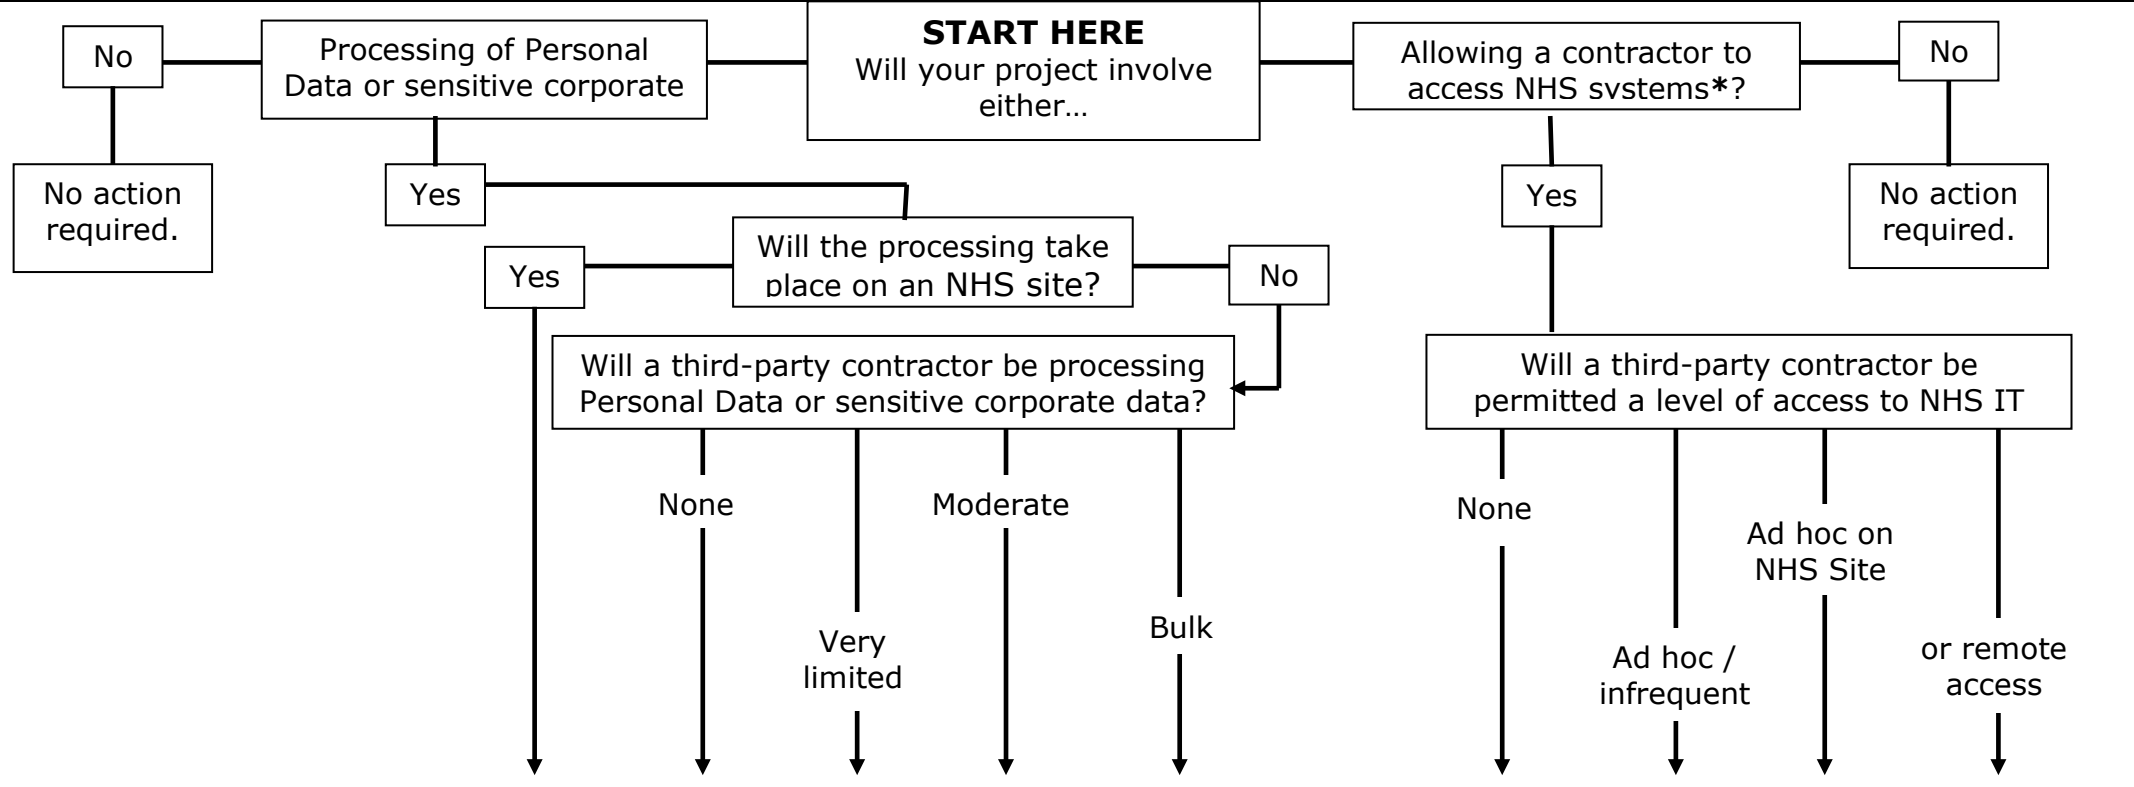 No
Processing of Personal
Data or sensitive corporate
START HERE
Will your project involve
either…
Allowing a contractor to
access NHS systems*?
No
No action
required.
Yes
Yes
No action
required.
Will the processing take
place on an NHS site?
Yes
No
Will a third-party contractor be processing
Personal Data or sensitive corporate data?
Will a third-party contractor be
permitted a level of access to NHS IT
None
Very
limited
Moderate
Bulk
None
Ad hoc /
infrequent
Ad hoc on
NHS Site
or remote
access